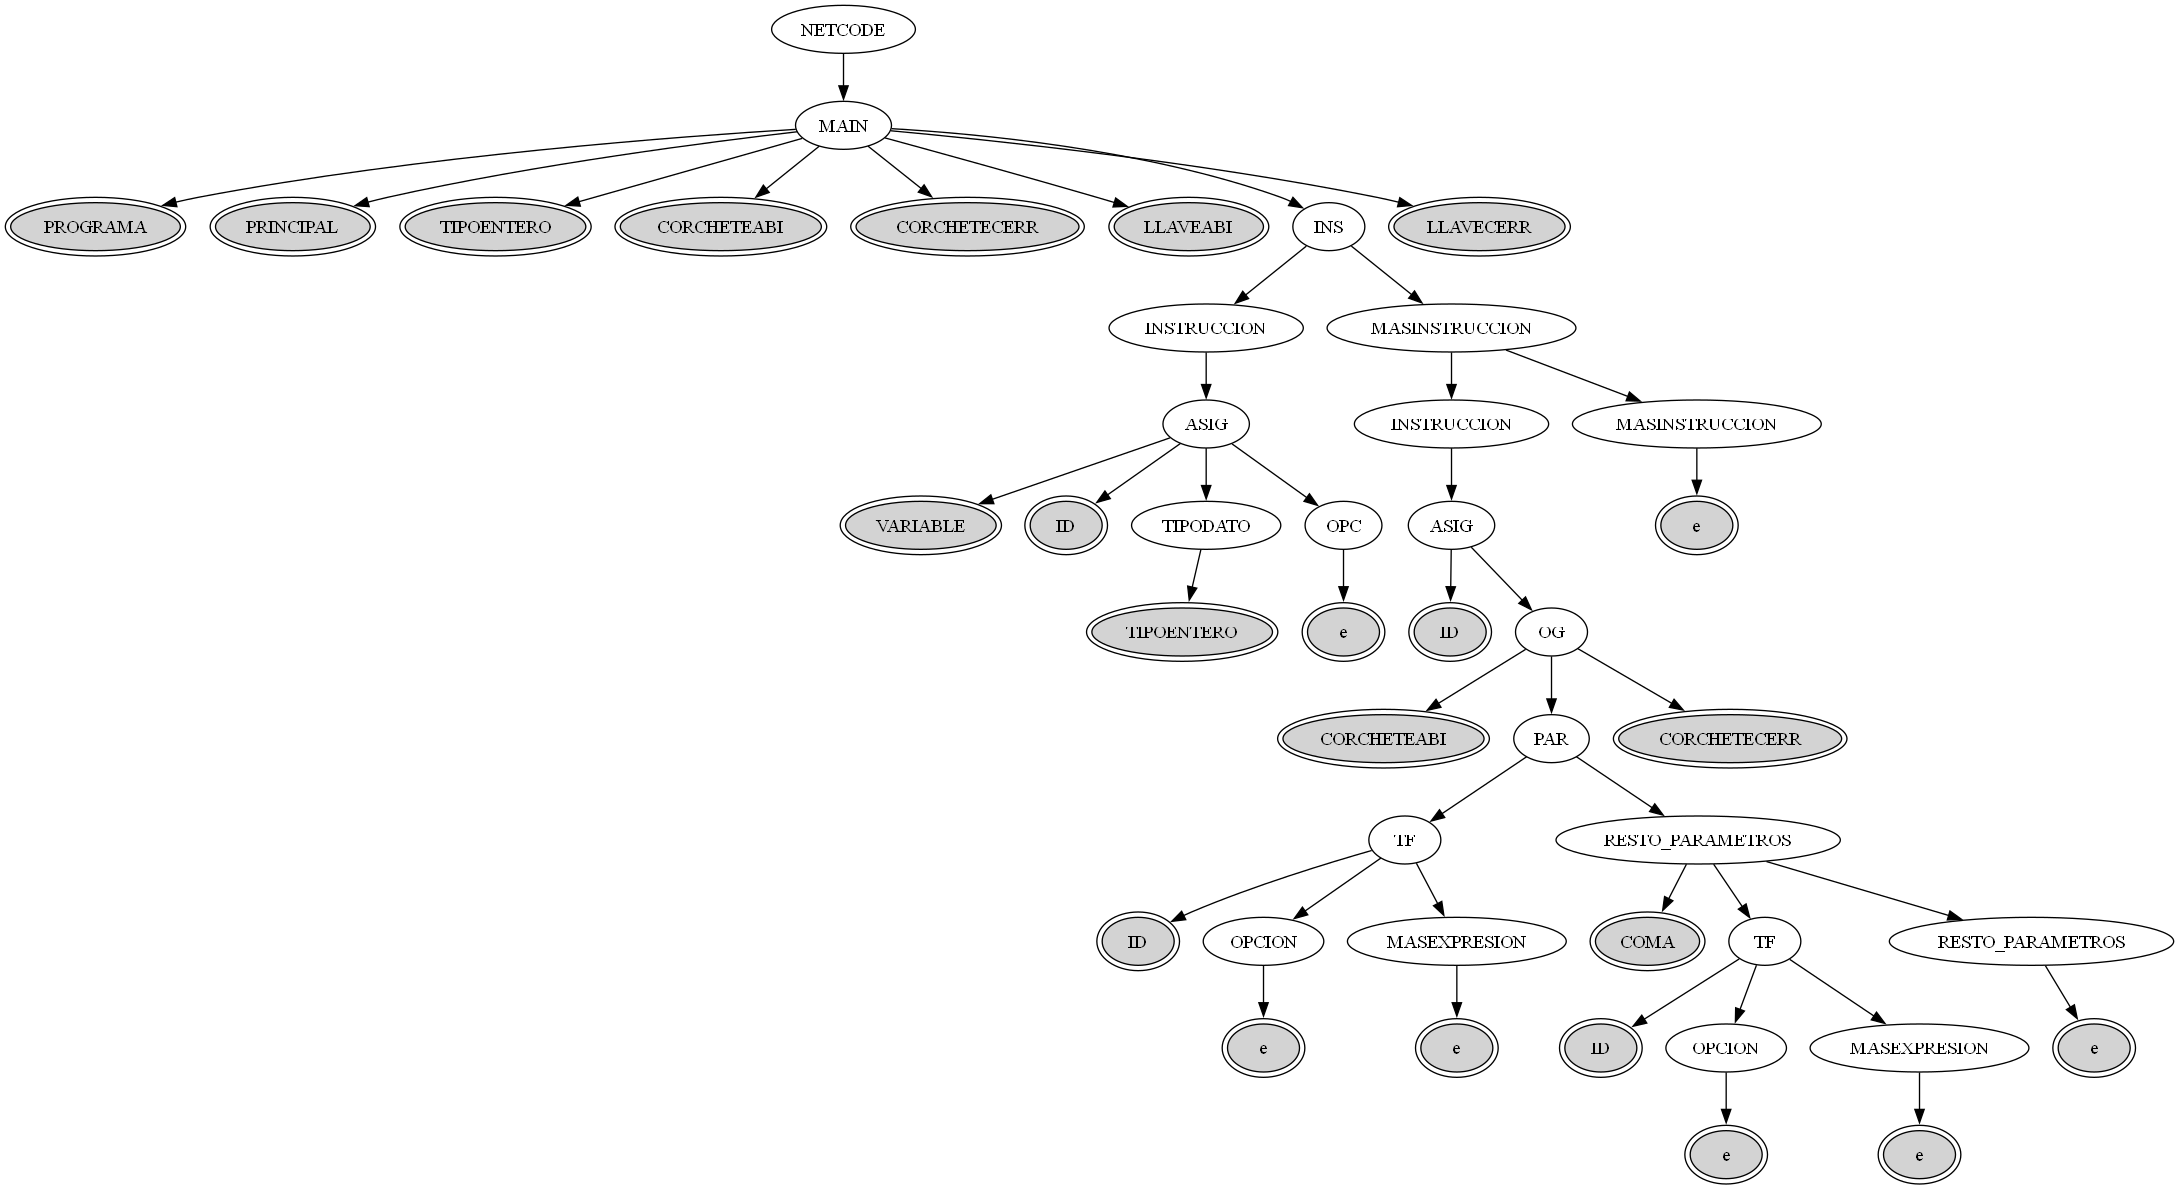 NETCODE
MAIN
PROGRAMA PRINCIPAL TIPOENTERO CORCHETEABI CORCHETECERR LLAVEABI INS LLAVECERR
INSTRUCCION MASINSTRUCCION
ASIG INSTRUCCION MASINSTRUCCION
VARIABLE ID TIPODATO OPC ASIG e
TIPOENTERO e ID OG
CORCHETEABI PAR CORCHETECERR
TF RESTO_PARAMETROS
ID OPCION MASEXPRESION COMA TF RESTO_PARAMETROS
e e ID OPCION MASEXPRESION e
e e